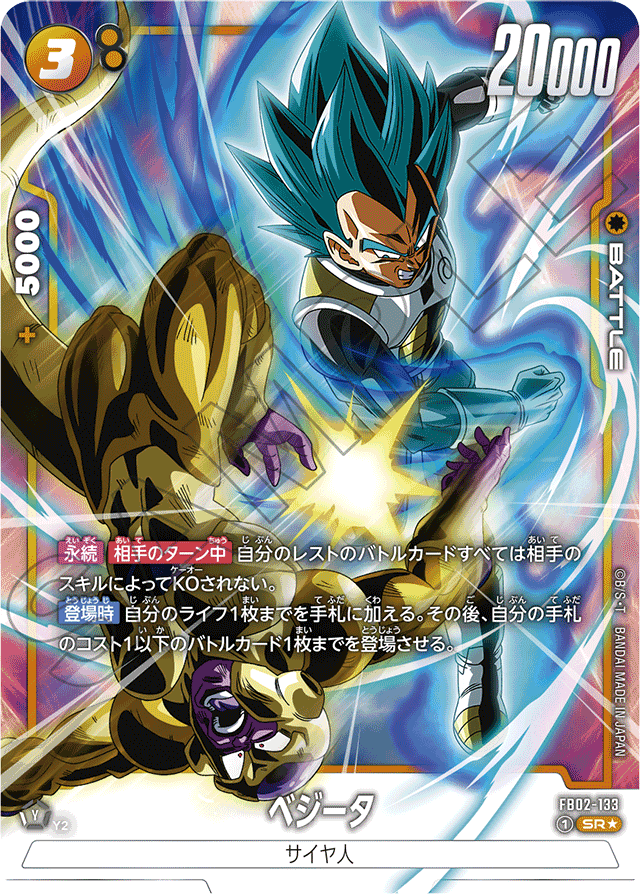 3
20000
+ 5000
BATTLE
SAMPLE
永続 相手のターン中 自分のレストのバトルカードすべては相手の
スキルによってKOされない。
登場時 自分のライフ1枚までを手札に加える。その後、自分の手札
のコスト1以下のバトルカード1枚までを登場させる。
©B/S・T BANDAI MADE IN JAPAN
ベジータ
FB02-133
Y
Y2
1 SR★
サイヤ人